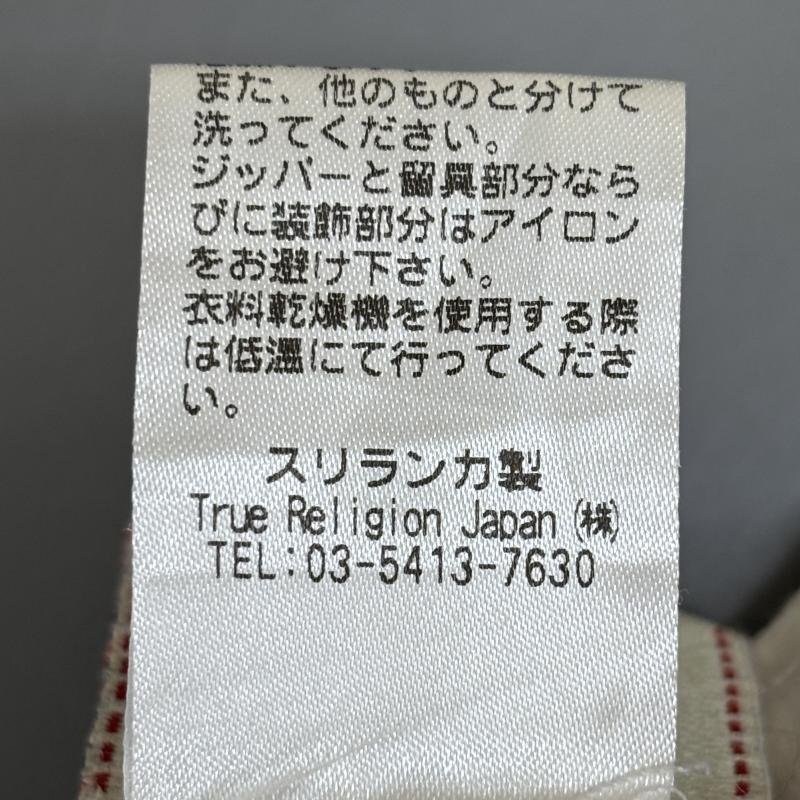 また、他のものと分けて
洗ってください。
ジッパーと留具部分なら
びに装飾部分はアイロン
をお避け下さい。
衣料乾燥機を使用する際
は低温にて行ってくださ
い。
スリランカ製
True Religion Japan (株)
TEL:03-5413-7630